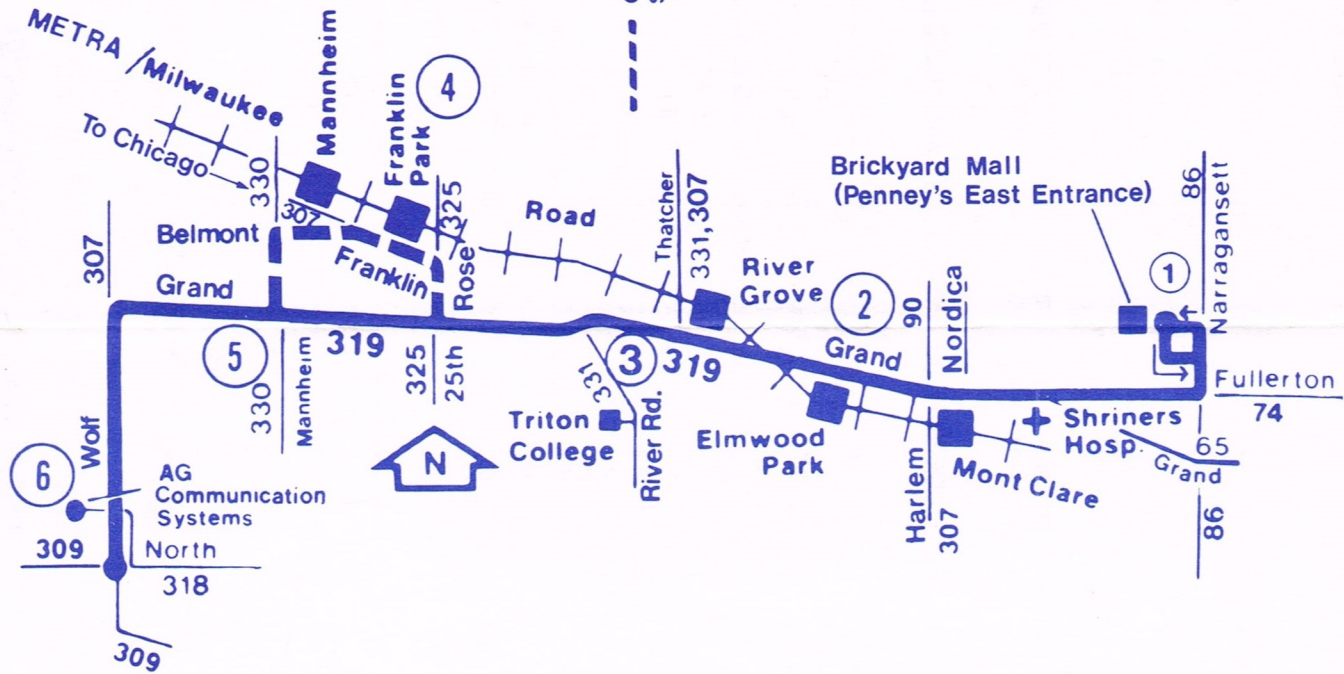 METRA /Milwaukee
Mannheim
4
Franklin
Park
To Chicago
330
307
325
Road
Thatcher
331,307
Brickyard Mall
(Penney's East Entrance)
86
Narragansett
307
Belmont
Franklin
Rose
River
Grove
2
90
Nordica
1
Grand
5
319
3
319
Grand
Fullerton
74
330
Mannheim
325
25th
331
Triton
College
River Rd.
Elmwood
Park
Shriners
Hosp.
65
Grand
N
Harlem
307
Mont Clare
86
Wolf
6
AG
Communication
Systems
309
North
318
309